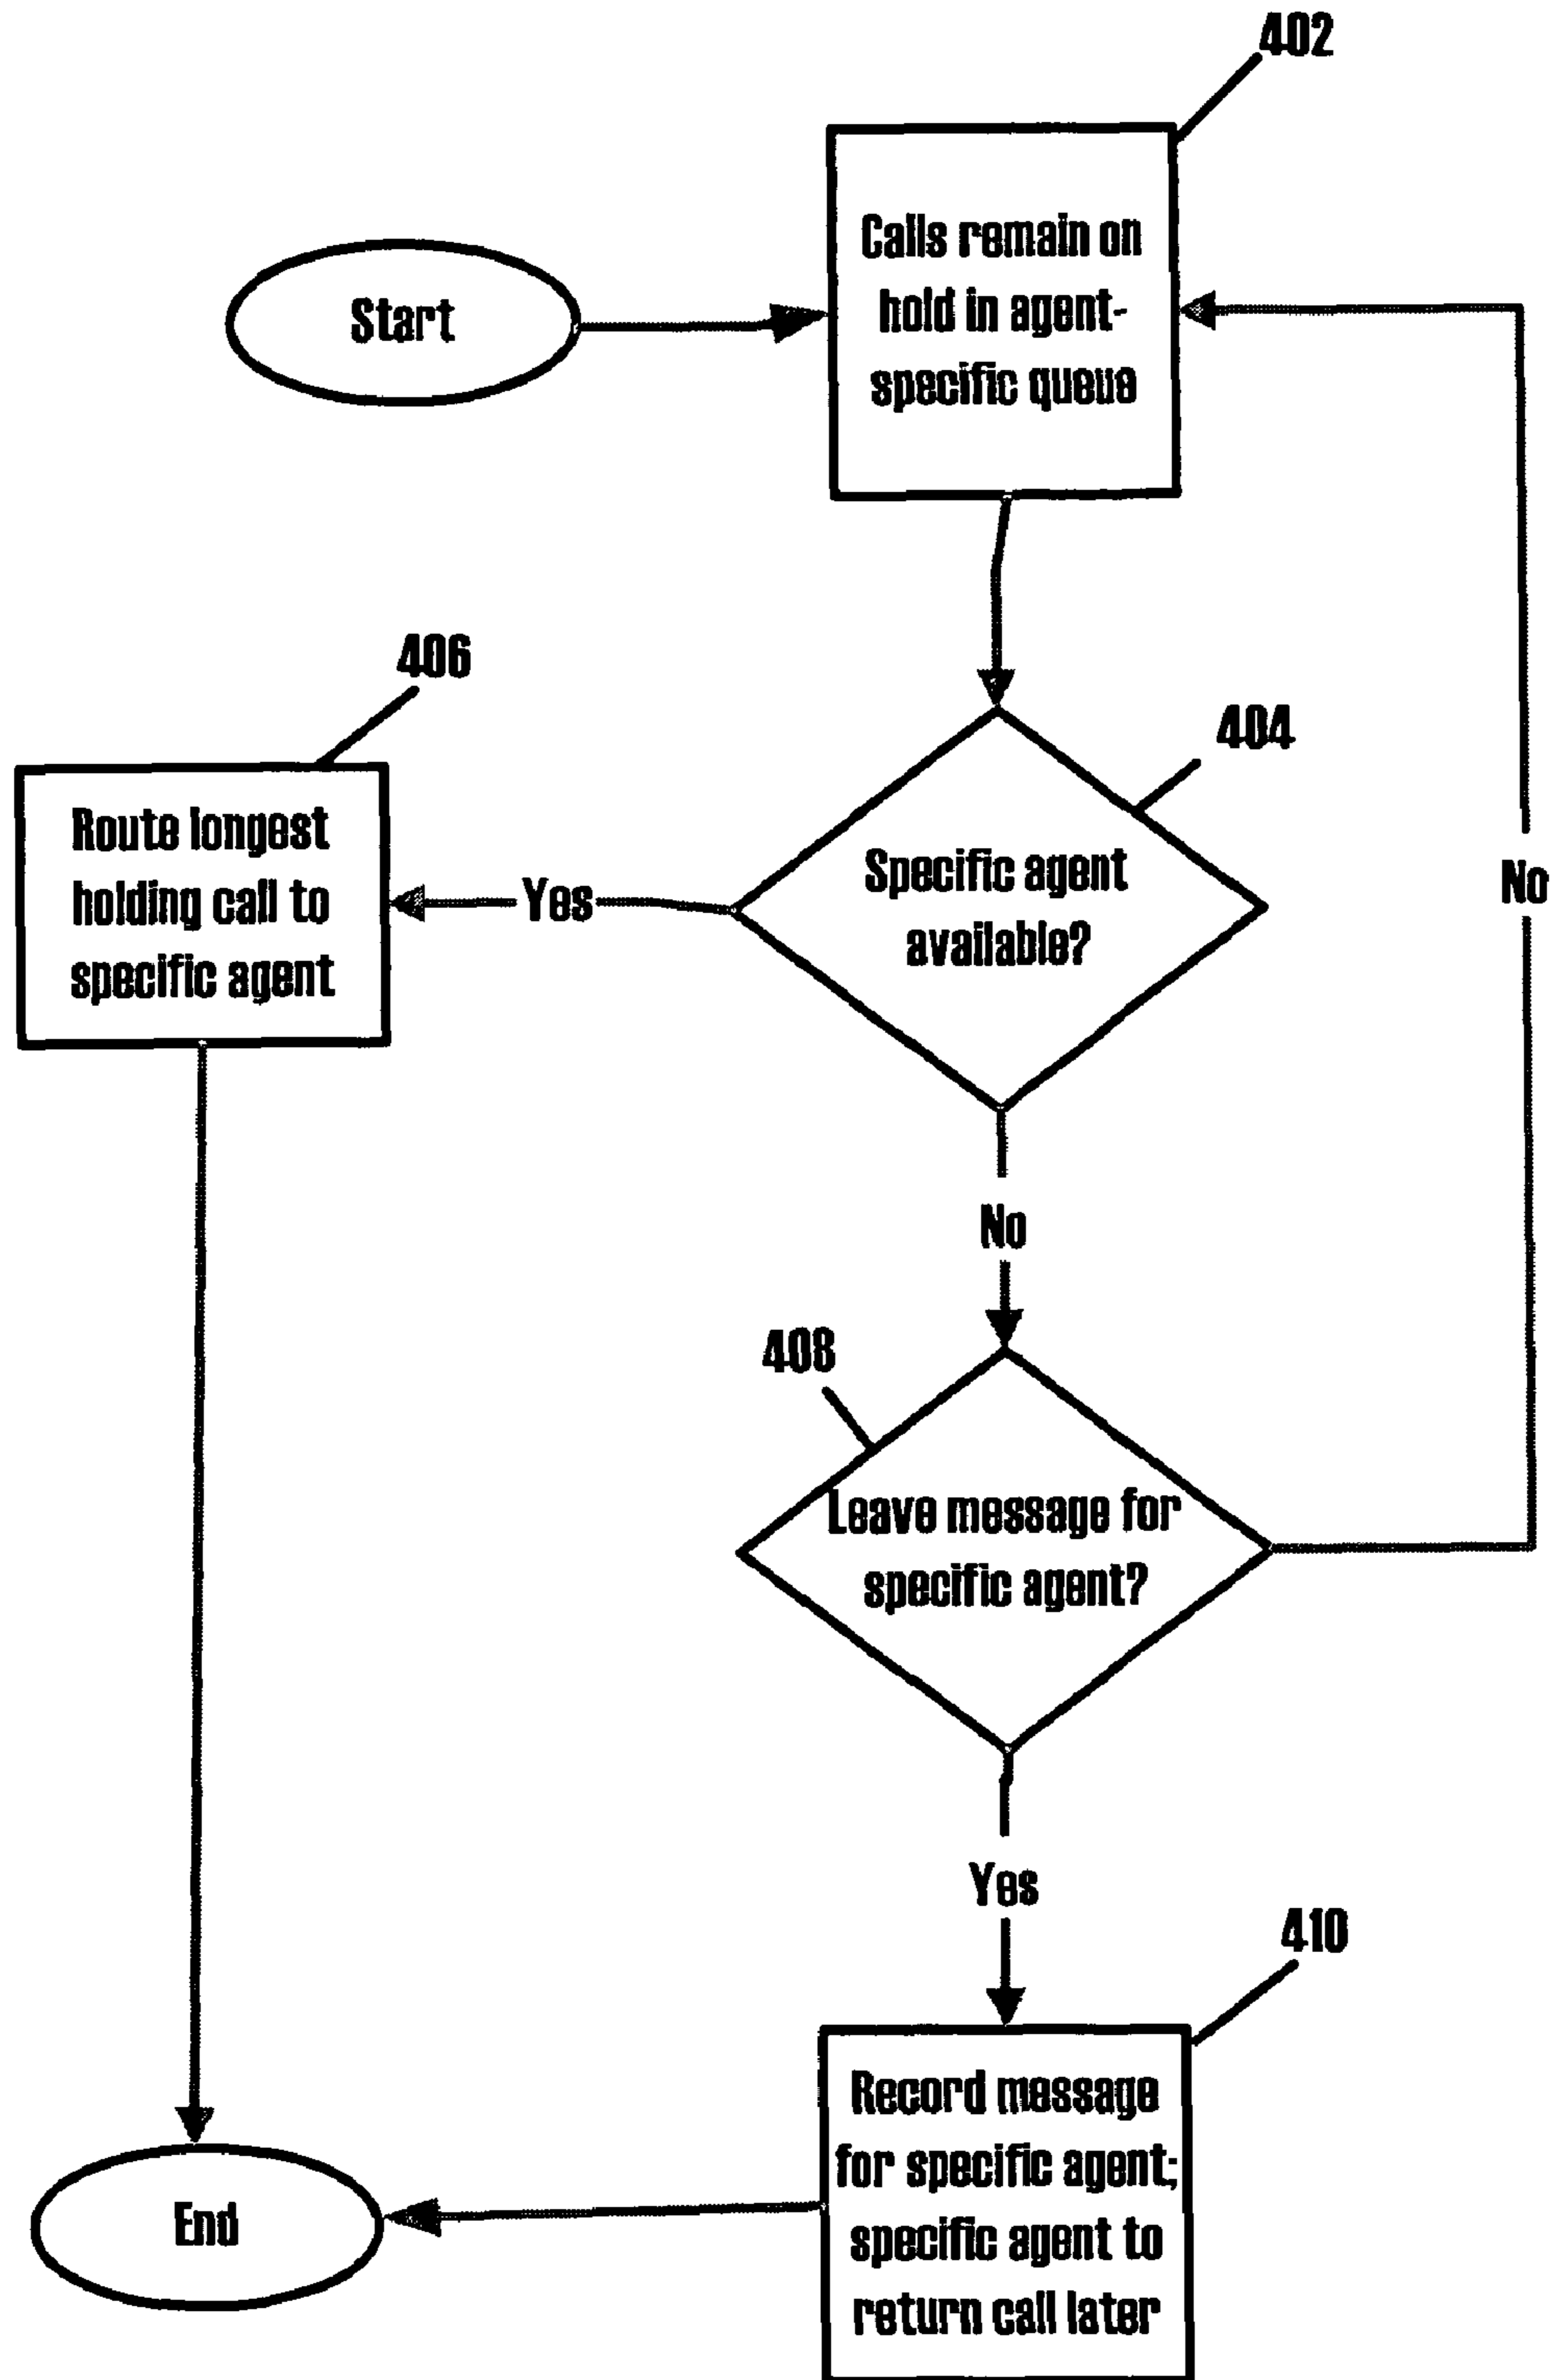 402
Calls remain on
hold in agent-
specific queue
Start
406
404
Route longest
holding call to
specific agent
Yes
Specific agent
available?
No
No
408
Leave message for
specific agent?
Yes
410
Record message
for specific agent;
specific agent to
return call later
End